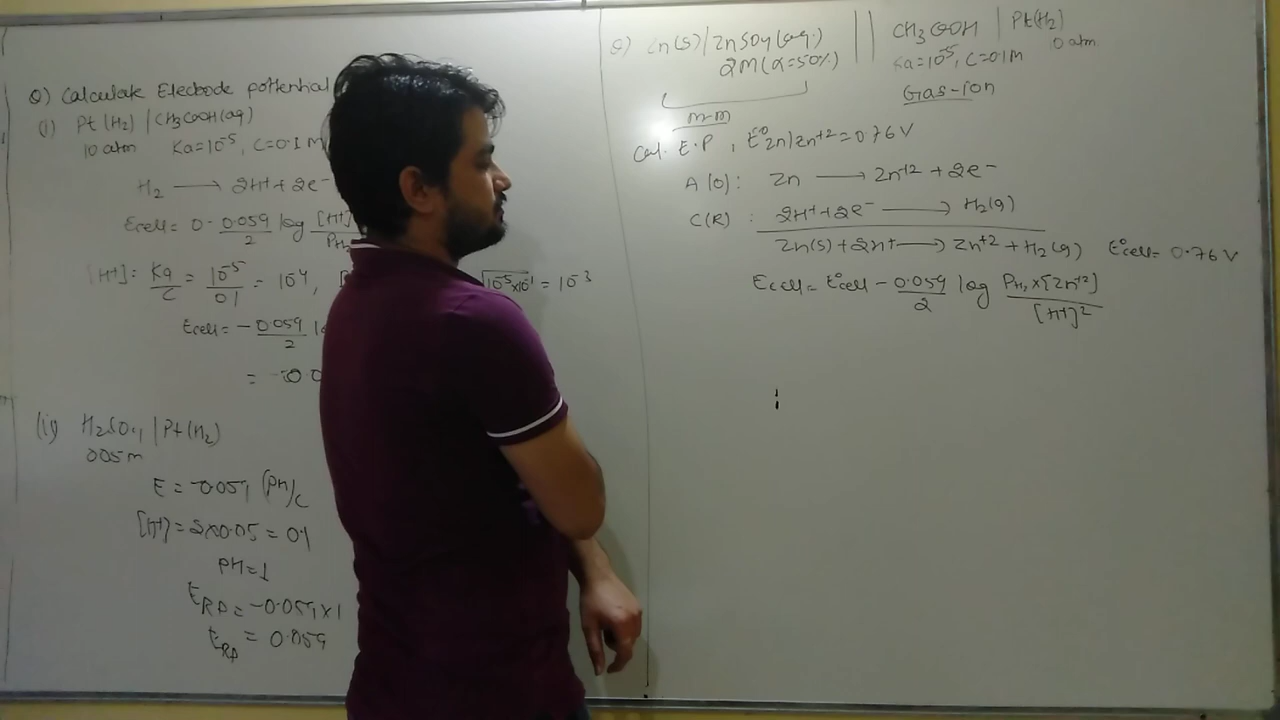 Q) Calculate Electode pottential
(i) Pt (H2) | CH3COOH(aq)
10 atm Ka=10^-5, C=0.1 M
H2 → 2H+ + 2e-
Ecell = 0 - 0.059/2 log [H+]
PH2
[H+]: Ka/C = 10^-5/0.1 = 10^4, √10^-5×10^-1 = 10^-3
Ecell = -0.059/2
(ii) H2SO4 | Pt (H2)
0.05 m
E = -0.059 (PH)c
[H+] = 2×0.05 = 0.1
PH=1
ERP = -0.059×1
ERP = 0.059
Q) Zn(s)/ZnSO4(aq.) || CH3COOH | Pt(H2)
2M (α=50%) Ka=10^-5, C=0.1M 10 atm
Gas-ion
m-m
Cal. E.P, E°Zn/Zn+2 = 0.76 V
A (O): Zn → Zn+2 + 2e-
C(R) : 2H+ + 2e- → H2(g)
Zn(s) + 2H+ → Zn+2 + H2(g) E°cell = 0.76 V
Ecell = E°cell - 0.059/2 log PH2×[Zn+2]/[H+]^2